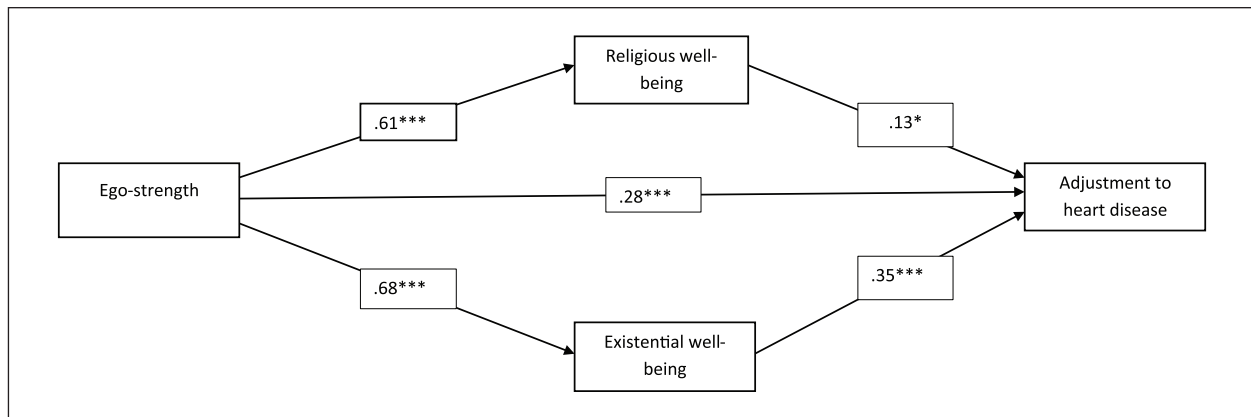 Religious well-
being
.61***
.13*
Ego-strength
.28***
Adjustment to
heart disease
.68***
.35***
Existential well-
being